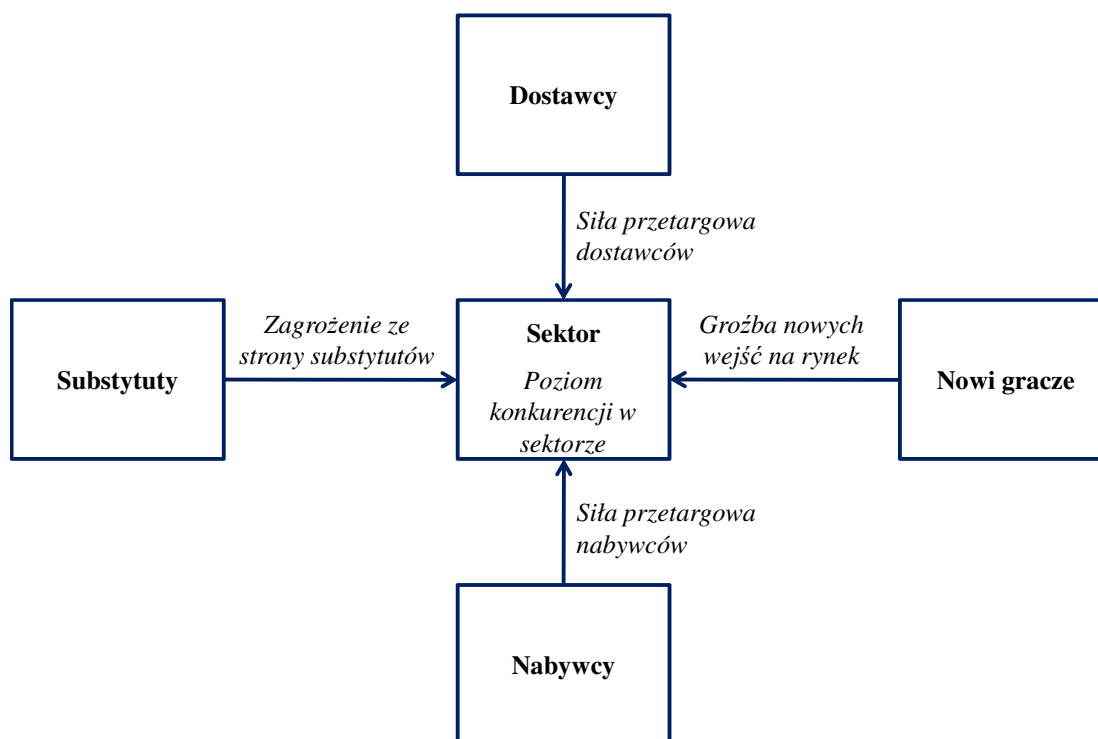 Dostawcy
Siła przetargowa
dostawców
Zagrożenie ze
strony substytutów
Sektor
Groźba nowych
wejść na rynek
Substytuty
Poziom
konkurencji w
sektorze
Nowi gracze
Siła przetargowa
nabywców
Nabywcy